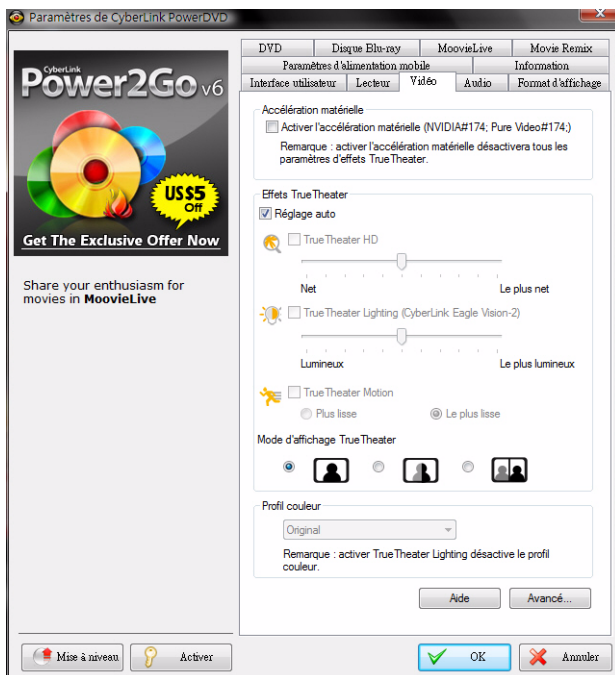 Paramètres de CyberLink PowerDVD
CyberLink
Power2Go v6
US$5
Off
Get The Exclusive Offer Now
Share your enthusiasm for
movies in MoovieLive
DVD
Disque Blu-ray
MoovieLive
Movie Remix
Paramètres d'alimentation mobile
Information
Interface utilisateur
Lecteur
Vidéo
Audio
Format d'affichage
Accélération matérielle
Activer l'accélération matérielle (NVIDIA#174; Pure Video#174;)
Remarque : activer l'accélération matérielle désactivera tous les
paramètres d'effets TrueTheater.
Effets TrueTheater
Réglage auto
TrueTheater HD
Net
Le plus net
TrueTheater Lighting (CyberLink Eagle Vision-2)
Lumineux
Le plus lumineux
TrueTheater Motion
Plus lisse
Le plus lisse
Mode d'affichage TrueTheater
Profil couleur
Original
Remarque : activer TrueTheater Lighting désactive le profil
couleur.
Aide
Avancé...
Mise à niveau
Activer
OK
Annuler